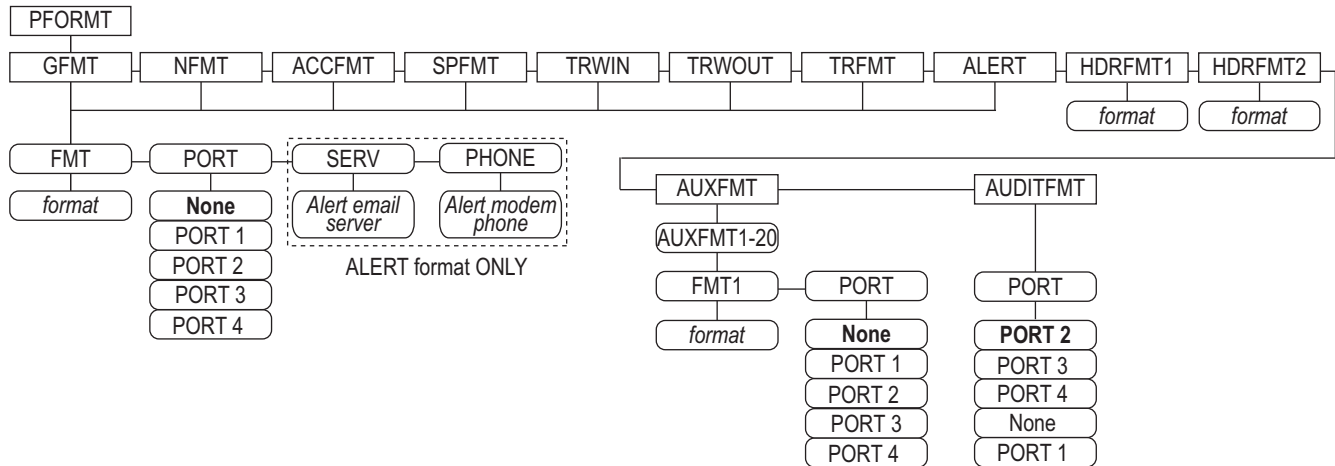 PFORMT
GFMT
NFMT
ACCFMT
SPFMT
TRWIN
TRWOUT
TRFMT
ALERT
HDRFMT1
HDRFMT2
format
format
FMT
PORT
SERV
PHONE
format
None
PORT 1
PORT 2
PORT 3
PORT 4
Alert email
server
Alert modem
phone
ALERT format ONLY
AUXFMT
AUDITFMT
AUXFMT1-20
FMT1
PORT
PORT
format
None
PORT 1
PORT 2
PORT 3
PORT 4
PORT 2
PORT 3
PORT 4
None
PORT 1